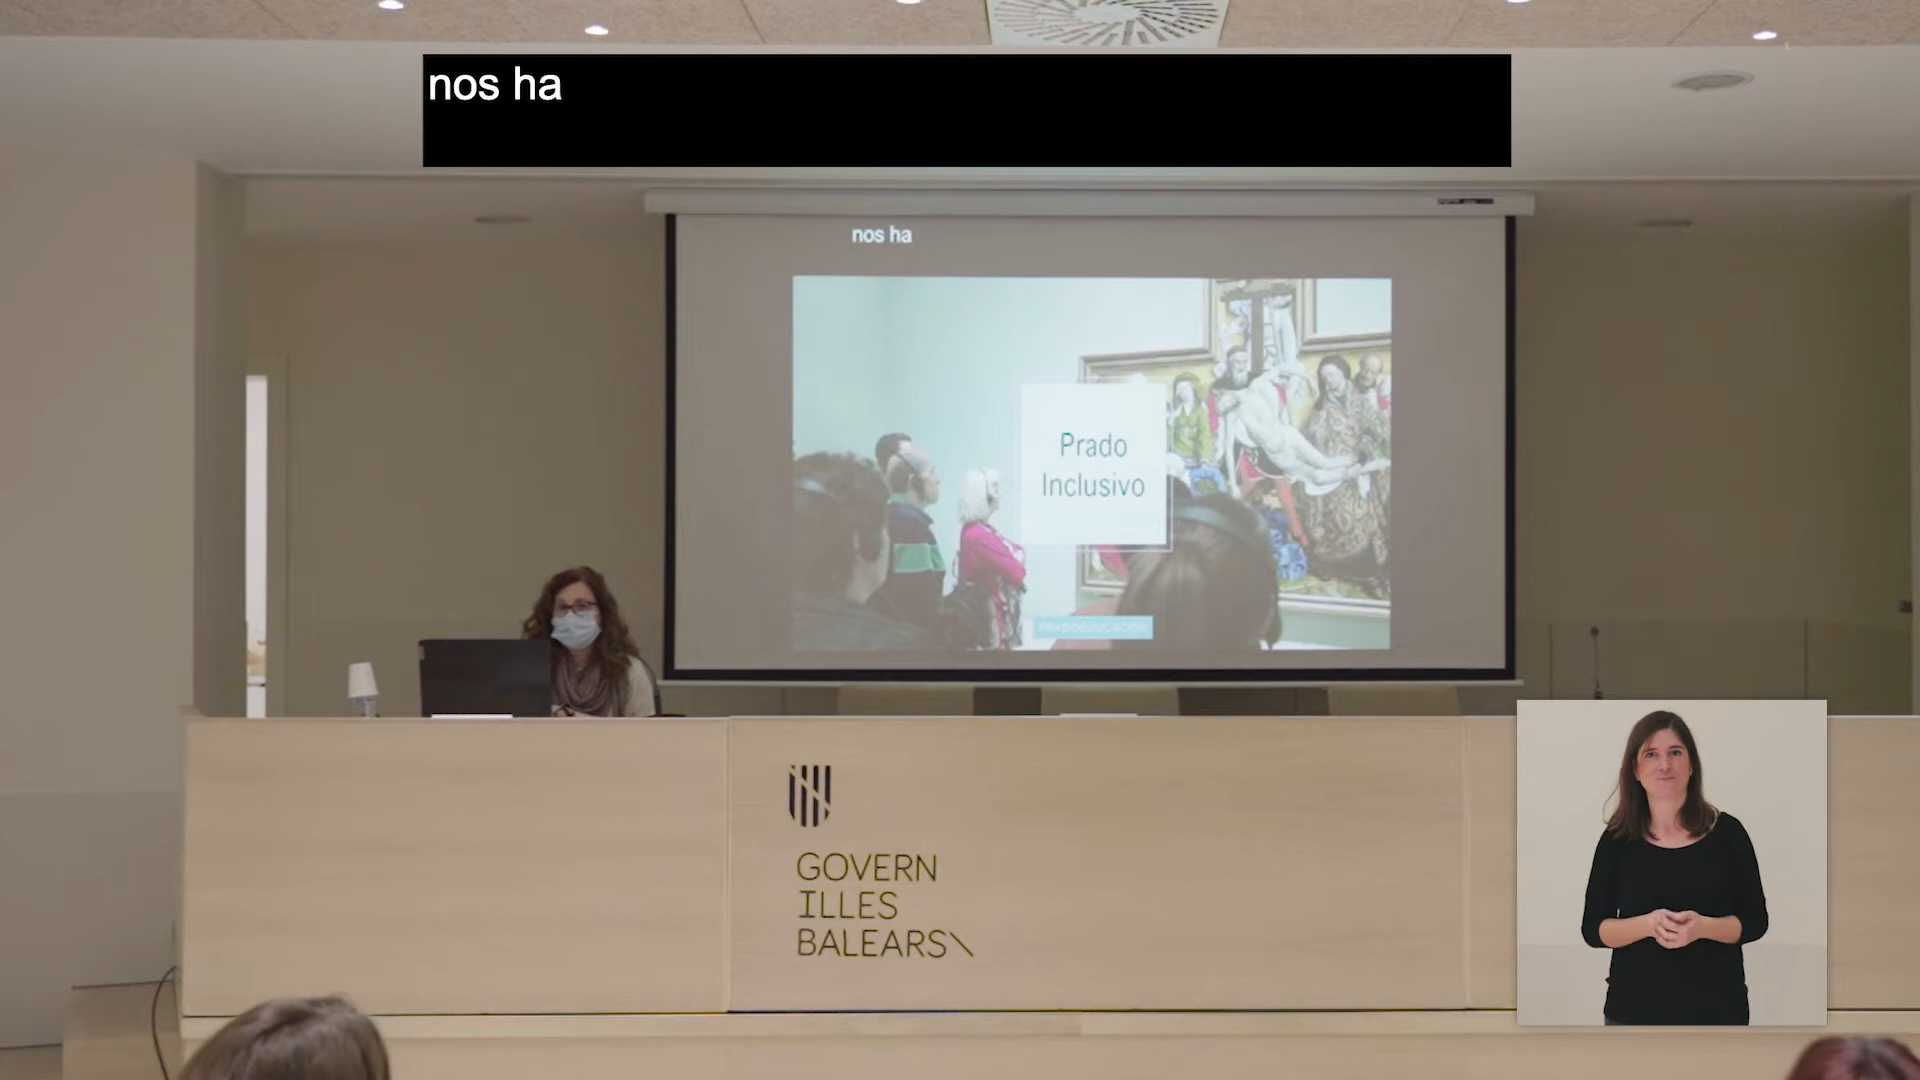 nos ha
nos ha
Prado
Inclusivo
GOVERN
ILLES
BALEARS